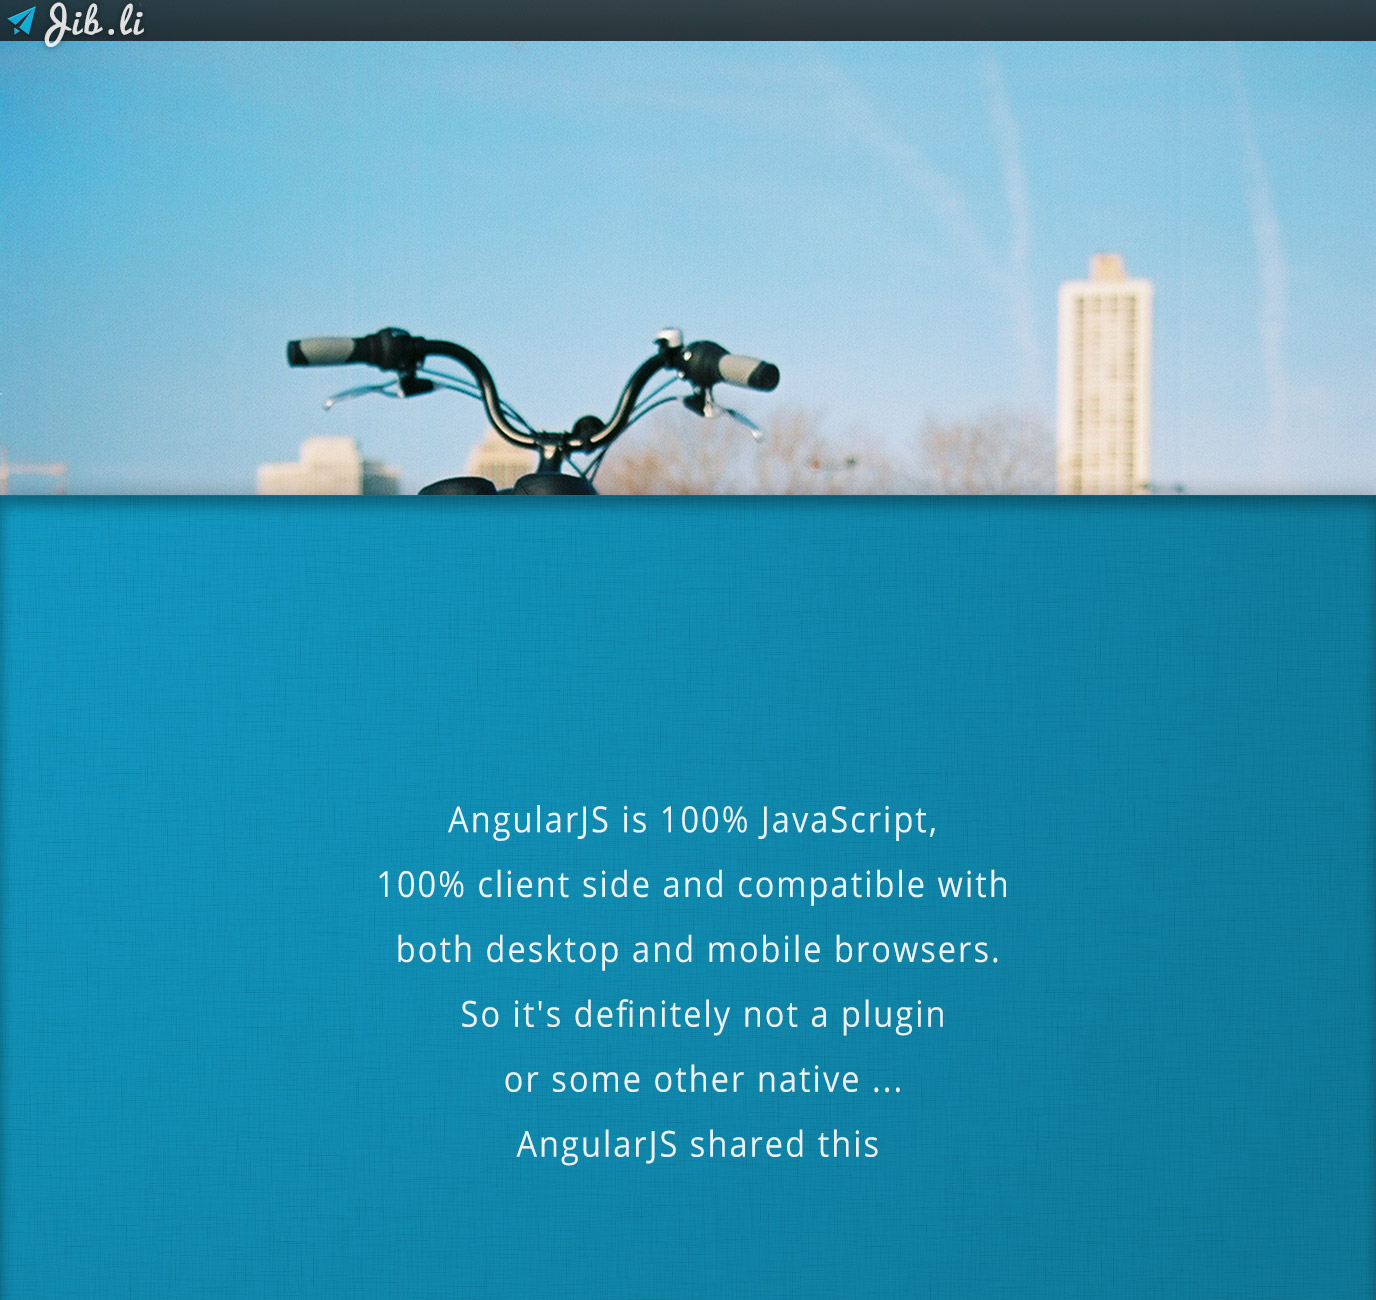 Jib.li
AngularJS is 100% JavaScript,
100% client side and compatible with
both desktop and mobile browsers.
So it's definitely not a plugin
or some other native ...
AngularJS shared this